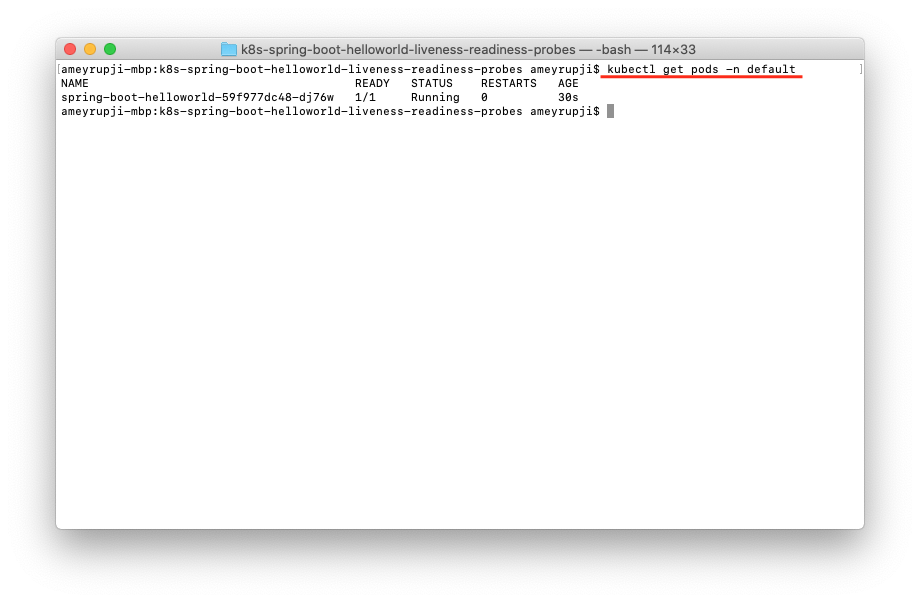 k8s-spring-boot-helloworld-liveness-readiness-probes — -bash — 114×33
[ameyrupji-mbp:k8s-spring-boot-helloworld-liveness-readiness-probes ameyrupji$ kubectl get pods -n default ]
NAME READY STATUS RESTARTS AGE
spring-boot-helloworld-59f977dc48-dj76w 1/1 Running 0 30s
ameyrupji-mbp:k8s-spring-boot-helloworld-liveness-readiness-probes ameyrupji$